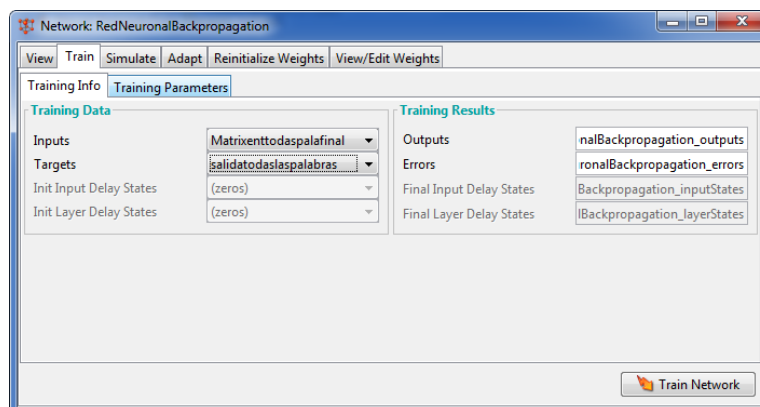 Network: RedNeuronalBackpropagation
View Train Simulate Adapt Reinitialize Weights View/Edit Weights
Training Info Training Parameters
Training Data
Inputs Matrixenttodaspalafinal
Targets salidatodaslaspalabras
Init Input Delay States (zeros)
Init Layer Delay States (zeros)
Training Results
Outputs nalBackpropagation_outputs
Errors ronalBackpropagation_errors
Final Input Delay States Backpropagation_inputStates
Final Layer Delay States lBackpropagation_layerStates
Train Network